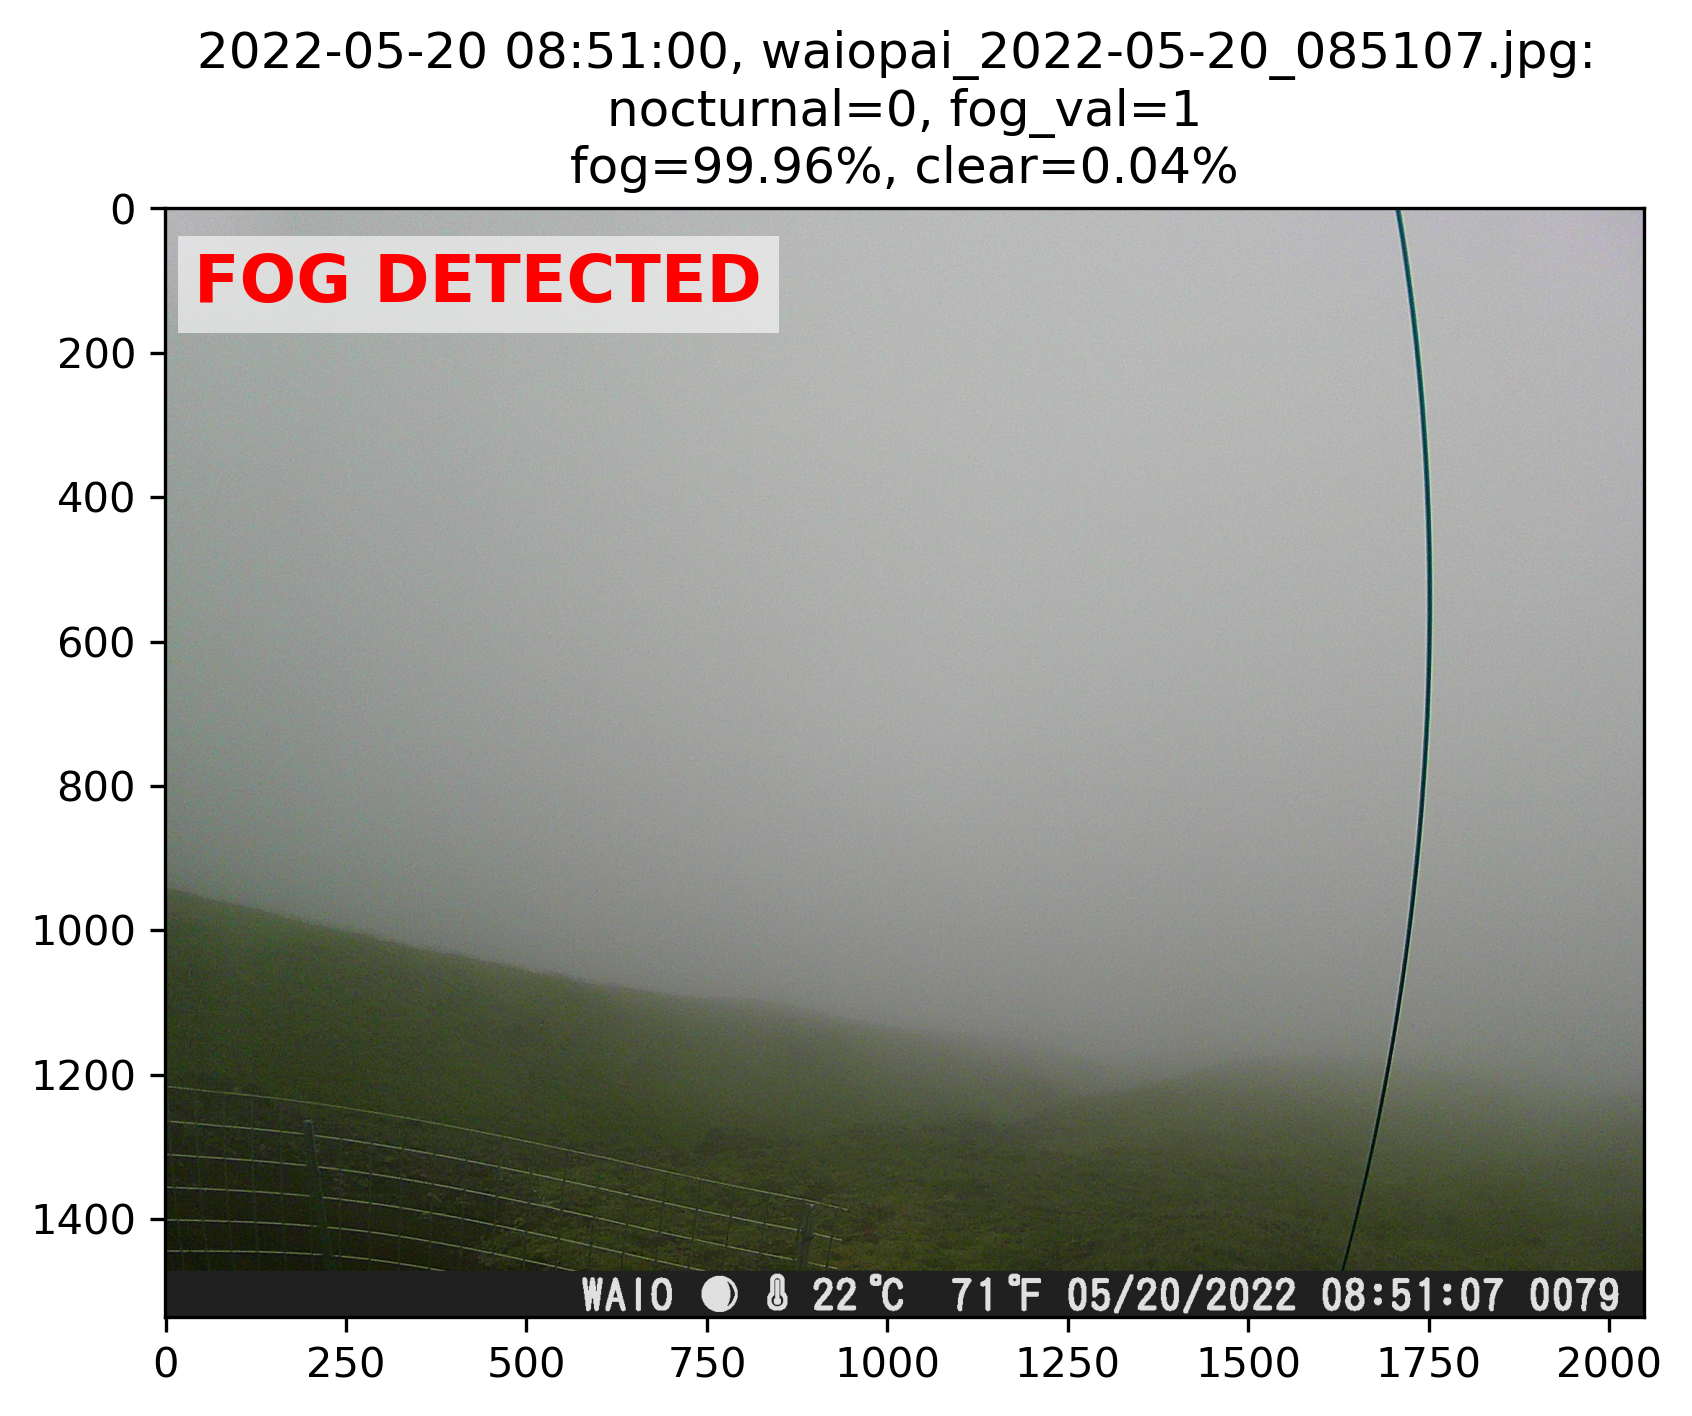 2022-05-20 08:51:00, waiopai_2022-05-20_085107.jpg:
nocturnal=0, fog_val=1
fog=99.96%, clear=0.04%
0
FOG DETECTED
200
400
600
800
1000
1200
1400
WAIO 22°C 71°F 05/20/2022 08:51:07 0079
0 250 500 750 1000 1250 1500 1750 2000